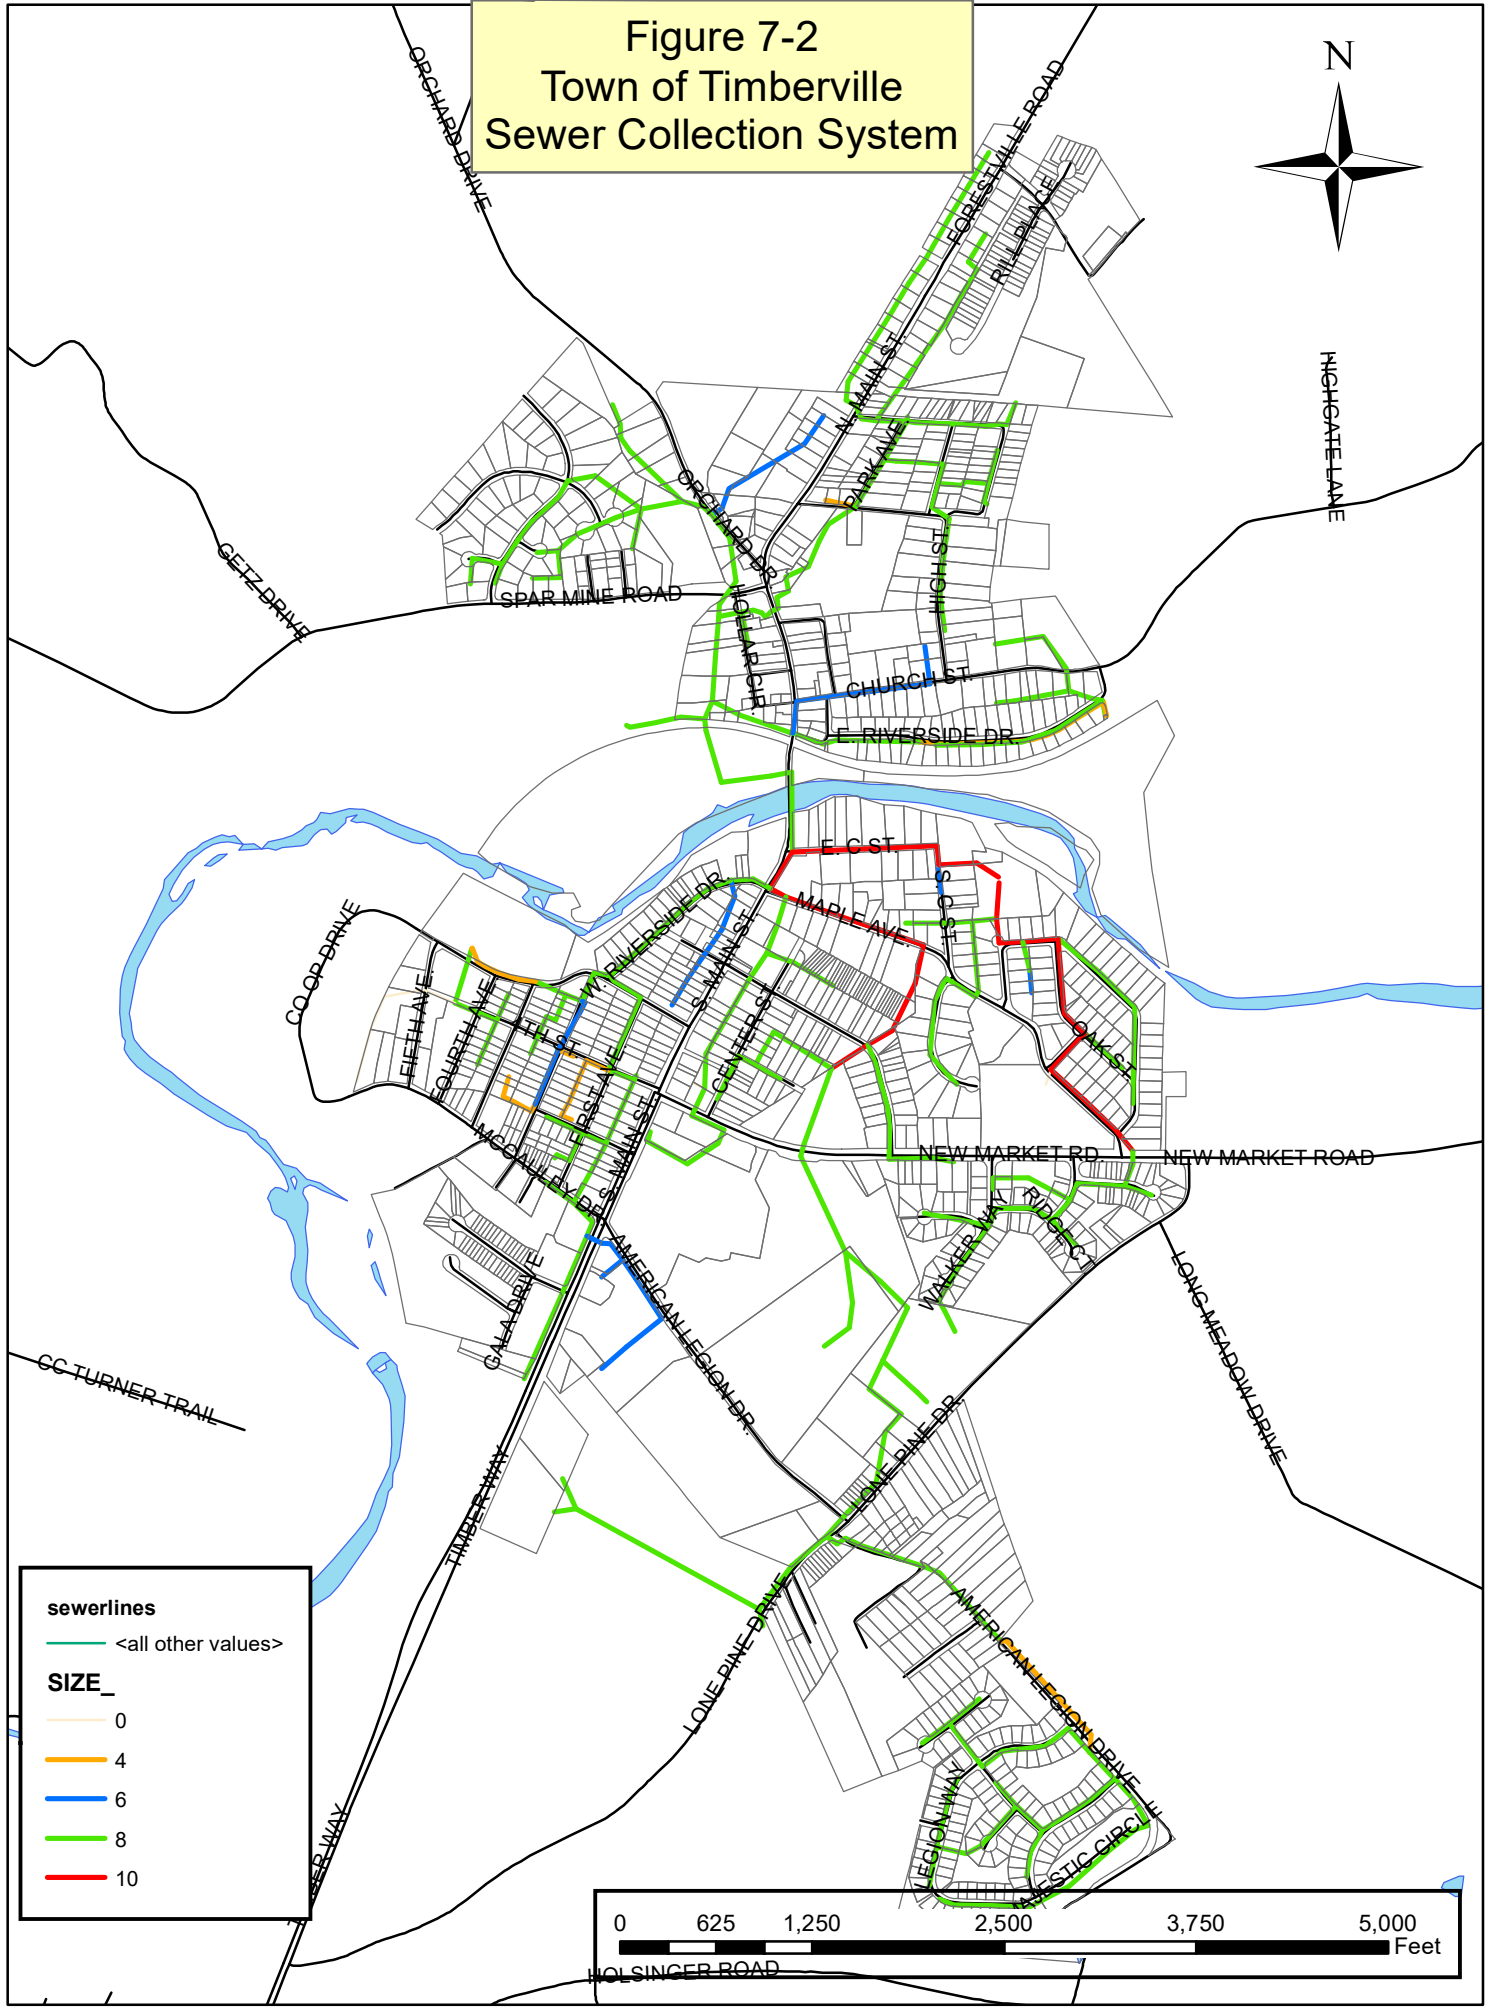 Figure 7-2
Town of Timberville
Sewer Collection System
N
ORCHARD DRIVE
FORESTVILLE ROAD
RILL PLACE
N. MAIN ST.
HIGHGATE LANE
PARK AVE.
ORCHARD DR.
GETZ DRIVE
SPAR MINE ROAD
HIGH ST.
HOLLAR CIR.
CHURCH ST.
E. RIVERSIDE DR.
E. C ST.
S. C ST
MAPLE AVE.
W. RIVERSIDE DR.
S. MAIN ST.
CO OP DRIVE
FIFTH AVE.
FOURTH AVE.
FIRST AVE.
CENTER ST.
OAK ST.
S. MAIN ST.
MCCAULEY DR.
NEW MARKET RD.
NEW MARKET ROAD
WALKER WAY
RIDGE CT.
GALA DRIVE
AMERICAN LEGION DR.
LONG MEADOW DRIVE
CC TURNER TRAIL
LONE PINE DR.
TIMBER WAY
LONE PINE DRIVE
AMERICAN LEGION DRIVE
LEGION WAY
AJESTIC CIRCLE
BER WAY
HOLSINGER ROAD
sewerlines
<all other values>
SIZE_
0
4
6
8
10
0 625 1,250 2,500 3,750 5,000
Feet